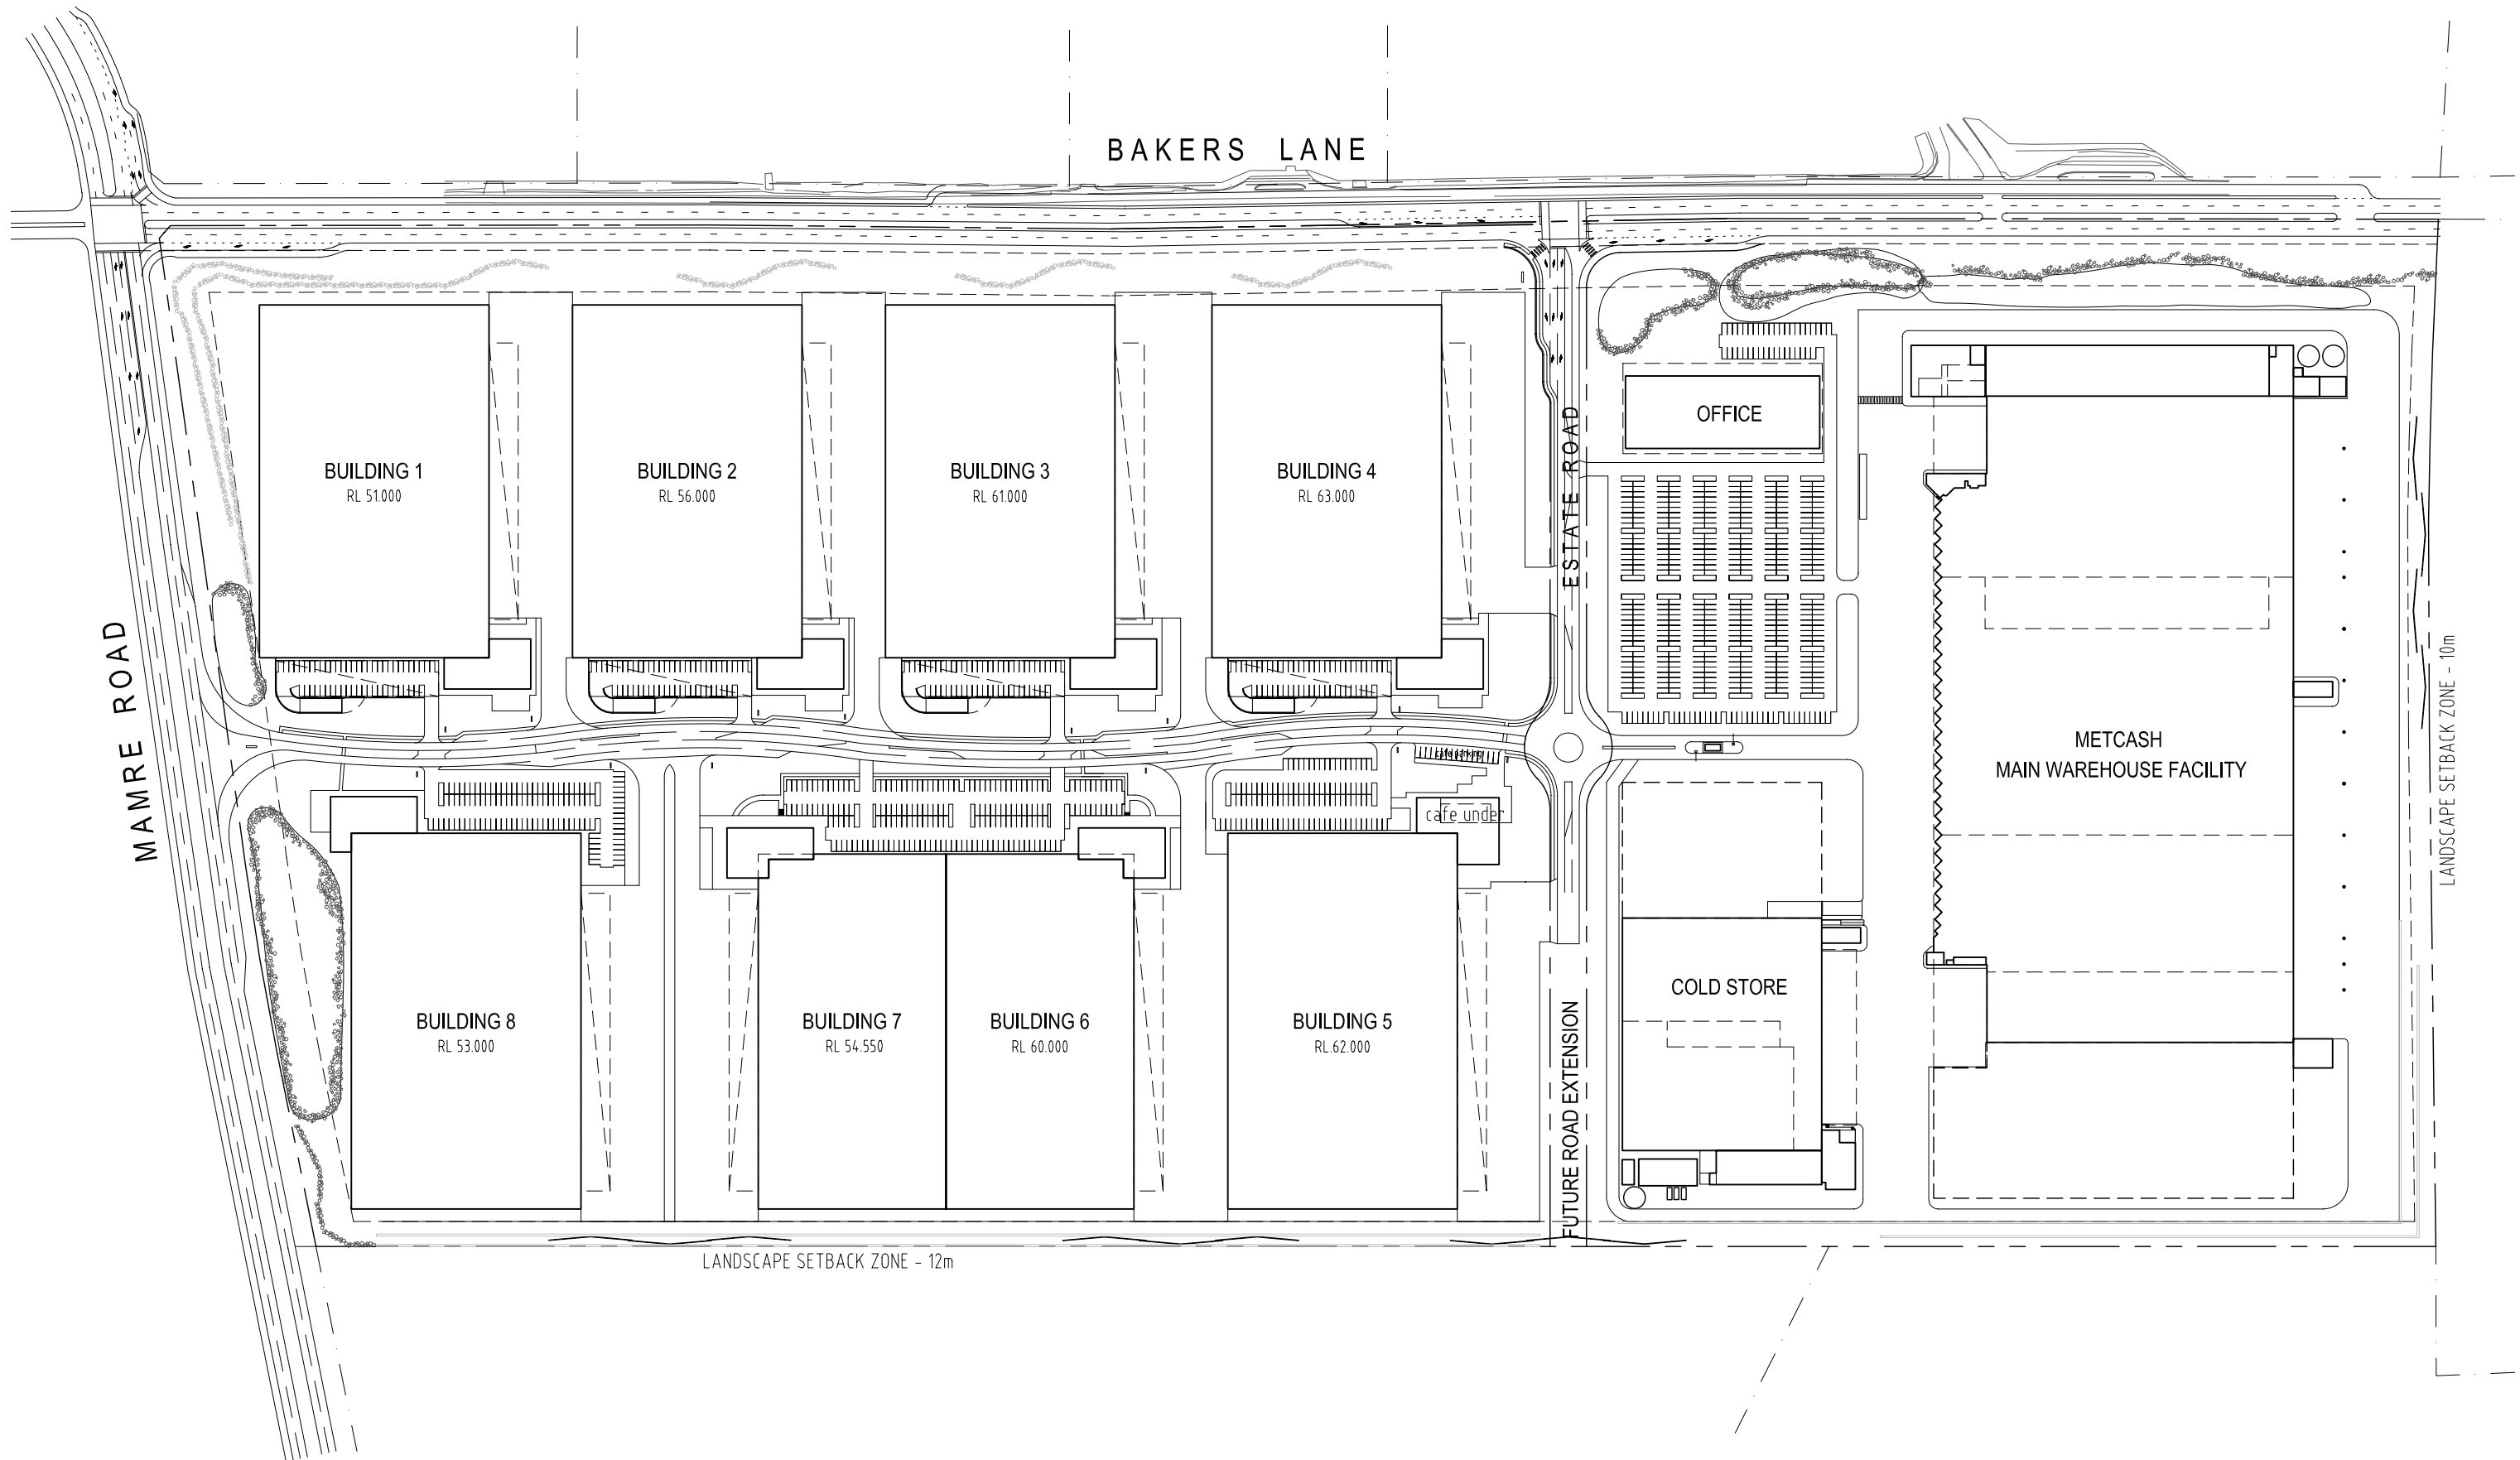 BAKERS LANE
OFFICE
BUILDING 1
RL 51.000
BUILDING 2
RL 56.000
BUILDING 3
RL 61.000
BUILDING 4
RL 63.000
ESTATE ROAD
MAMRE ROAD
LANDSCAPE SETBACK ZONE - 10m
METCASH
MAIN WAREHOUSE FACILITY
cafe parking
cafe under
COLD STORE
BUILDING 8
RL 53.000
BUILDING 7
RL 54.550
BUILDING 6
RL 60.000
BUILDING 5
RL.62.000
FUTURE ROAD EXTENSION
LANDSCAPE SETBACK ZONE - 12m